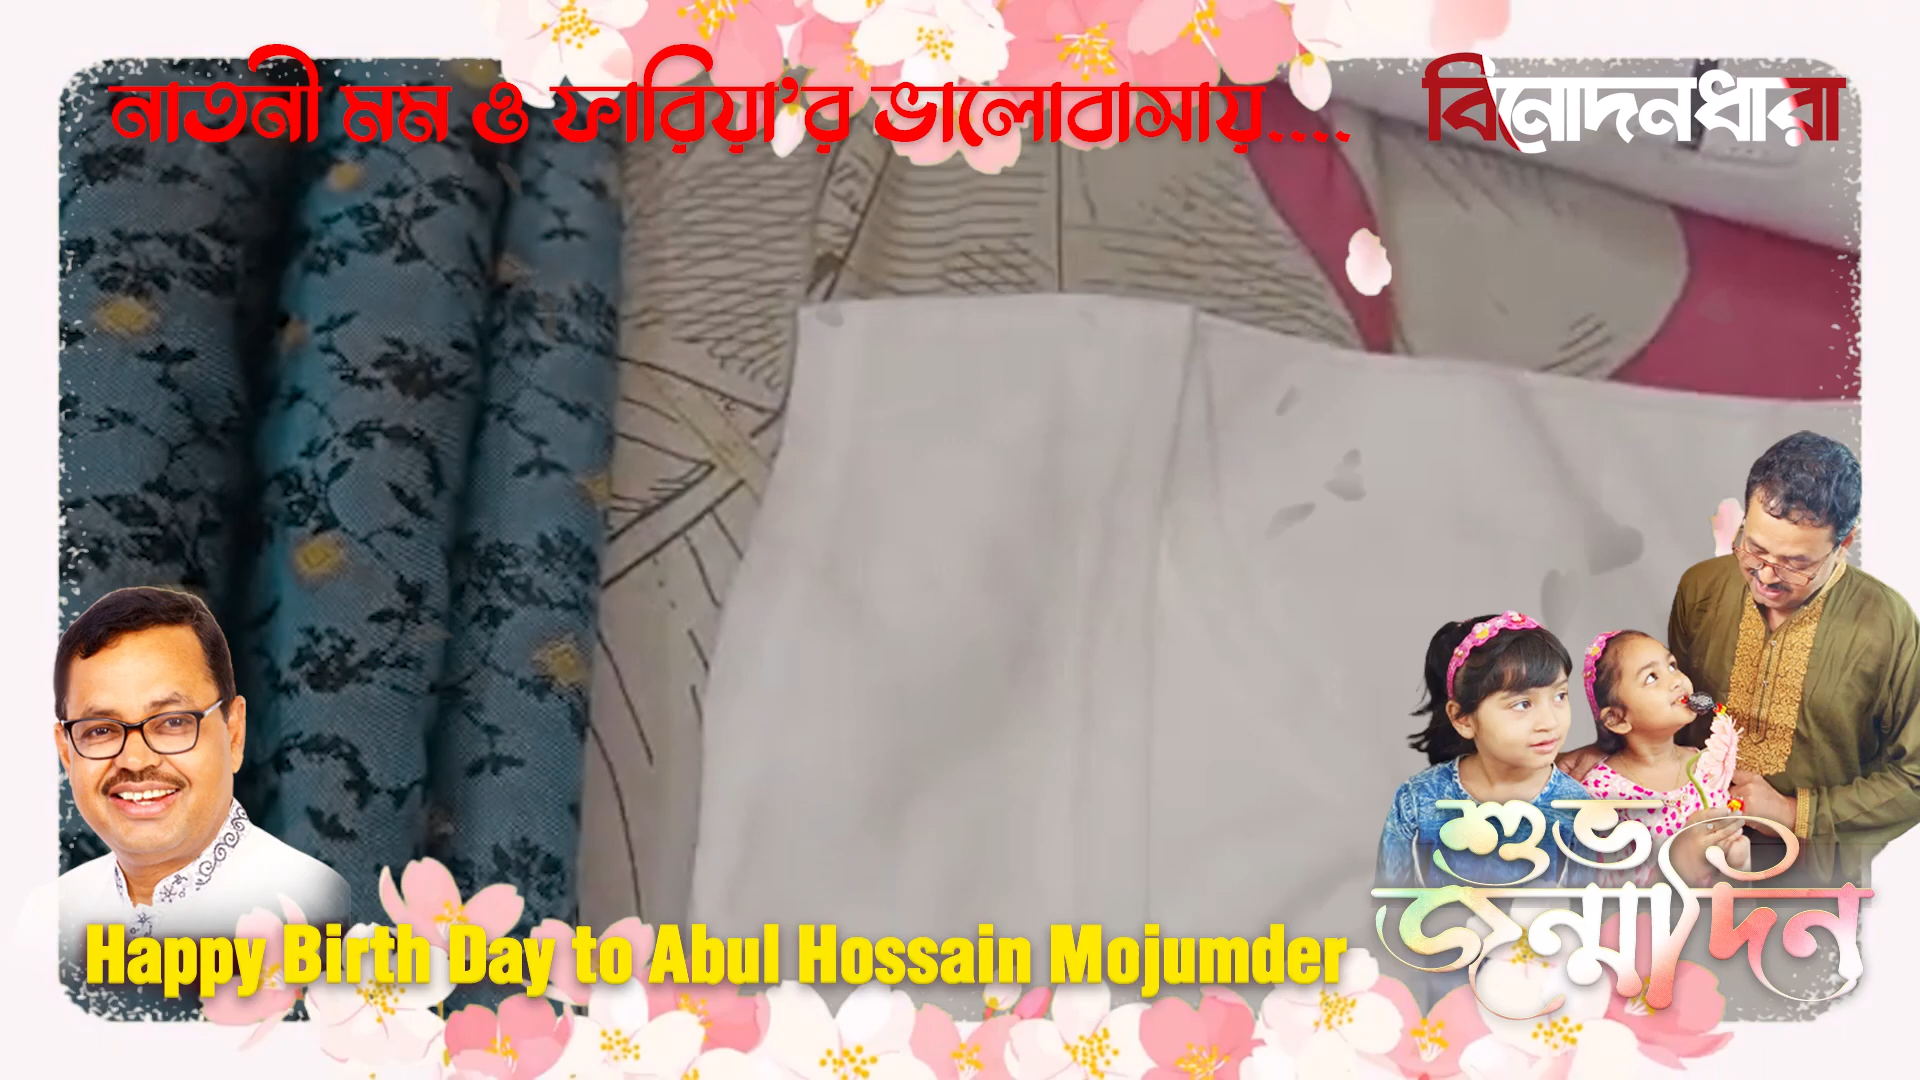 নাতনী মম ও ফারিয়া’র ভালোবাসায়....
বিনোদনধারা
শুভ
জন্মদিন
Happy Birth Day to Abul Hossain Mojumder